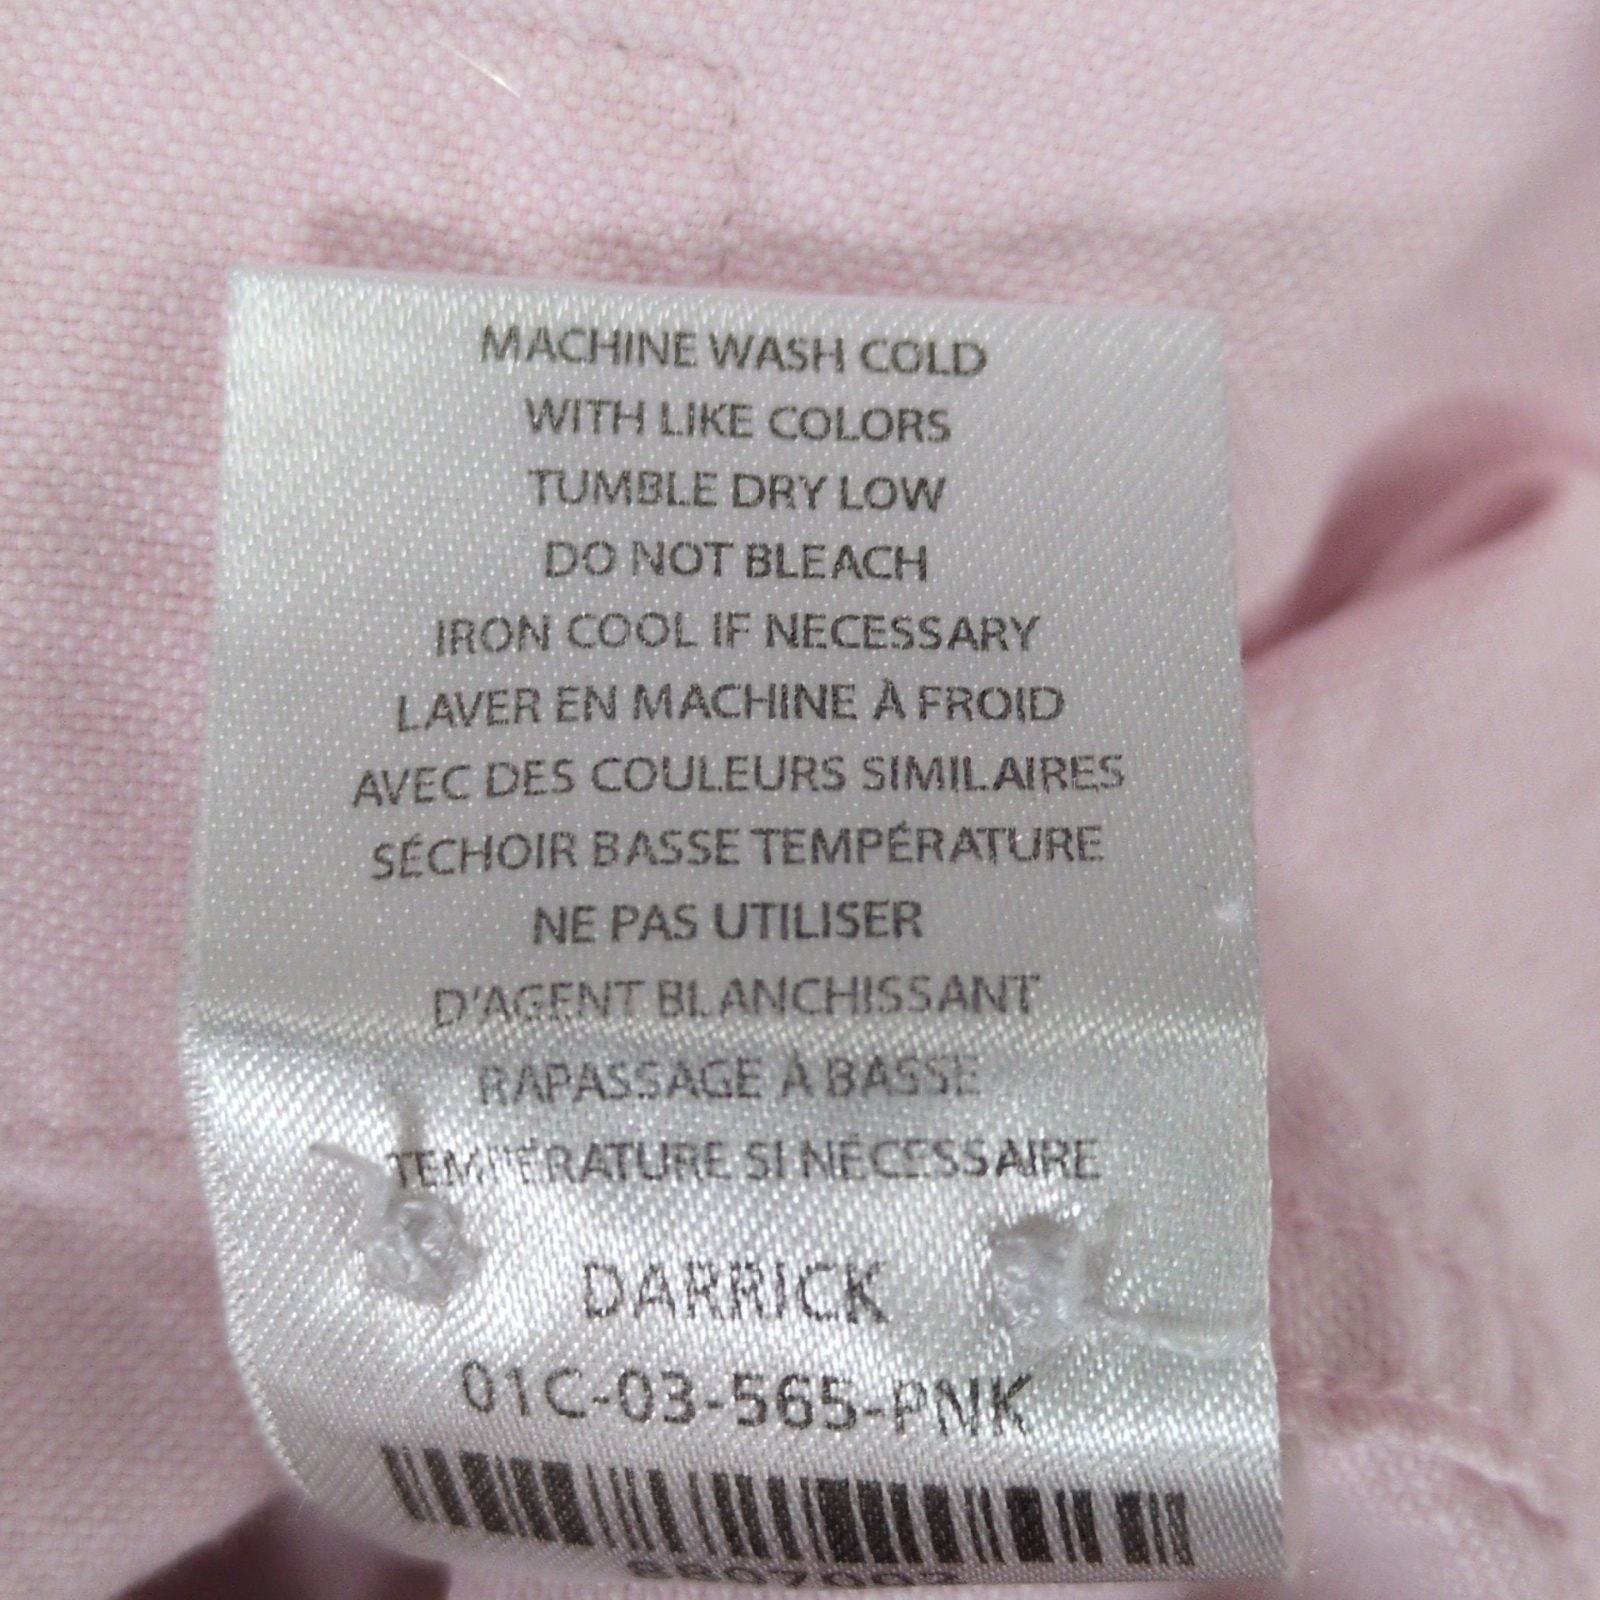 MACHINE WASH COLD
WITH LIKE COLORS
TUMBLE DRY LOW
DO NOT BLEACH
IRON COOL IF NECESSARY
LAVER EN MACHINE À FROID
AVEC DES COULEURS SIMILAIRES
SÉCHOIR BASSE TEMPÉRATURE
NE PAS UTILISER
D'AGENT BLANCHISSANT
RAPASSAGE À BASSE
TEMPÉRATURE SI NÉCESSAIRE
DARRICK
01C-03-565-PNK